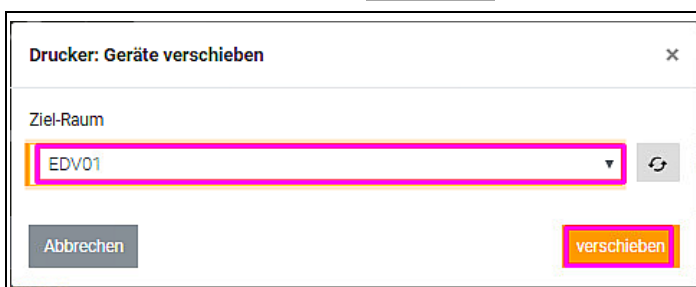 Drucker: Geräte verschieben ×
Ziel-Raum
EDV01
Abbrechen verschieben